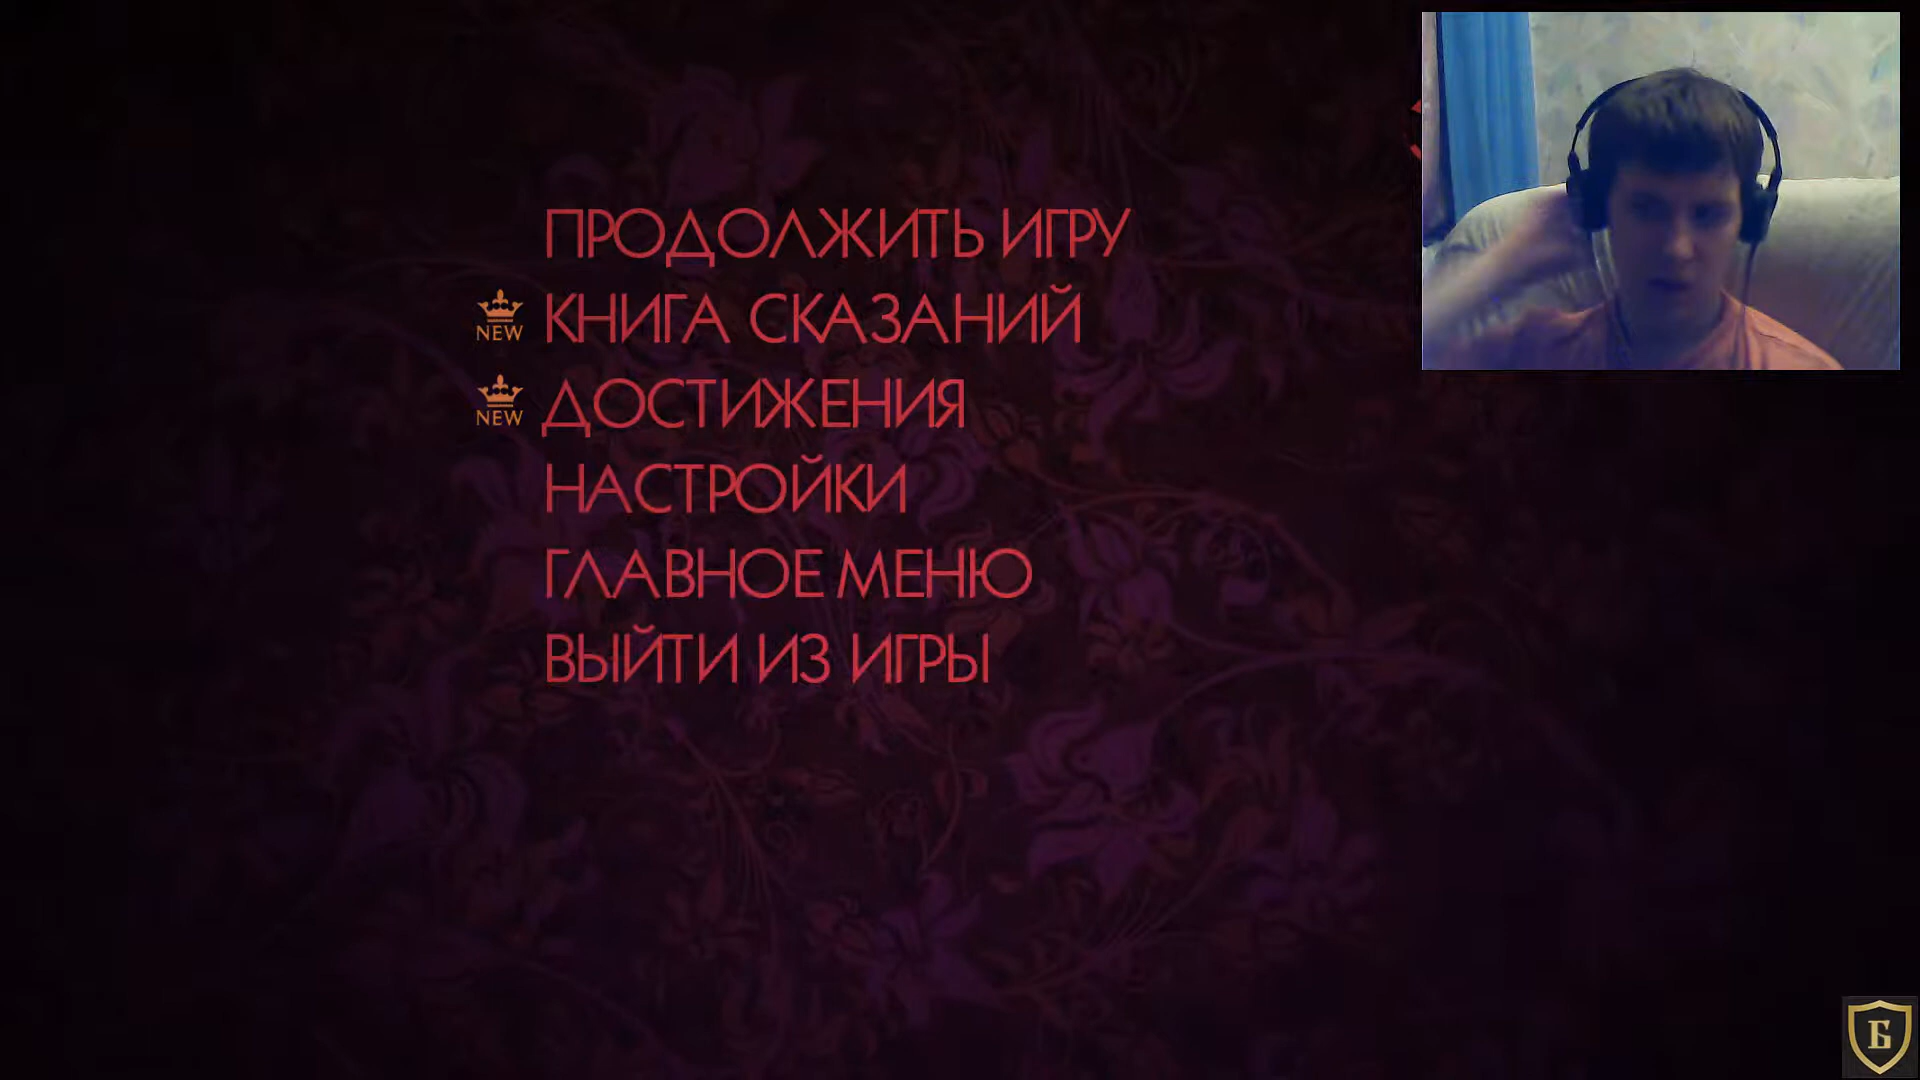 ПРОДОЛЖИТЬ ИГРУ
NEW КНИГА СКАЗАНИЙ
NEW ДОСТИЖЕНИЯ
НАСТРОЙКИ
ГЛАВНОЕ МЕНЮ
ВЫЙТИ ИЗ ИГРЫ
Б